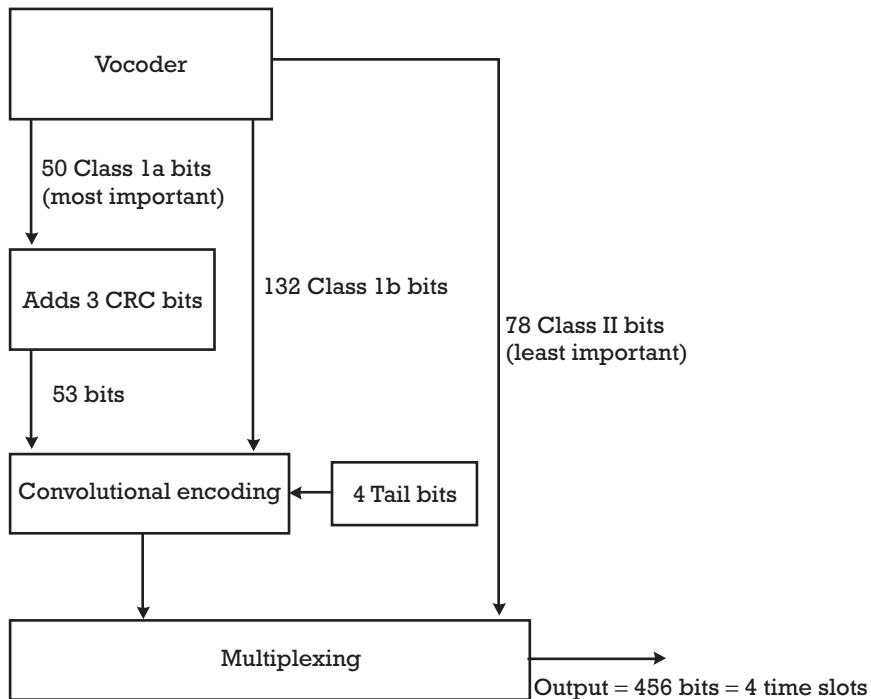 Vocoder
50 Class 1a bits
(most important)
Adds 3 CRC bits
132 Class 1b bits
78 Class II bits
(least important)
53 bits
Convolutional encoding
4 Tail bits
Multiplexing
Output = 456 bits = 4 time slots